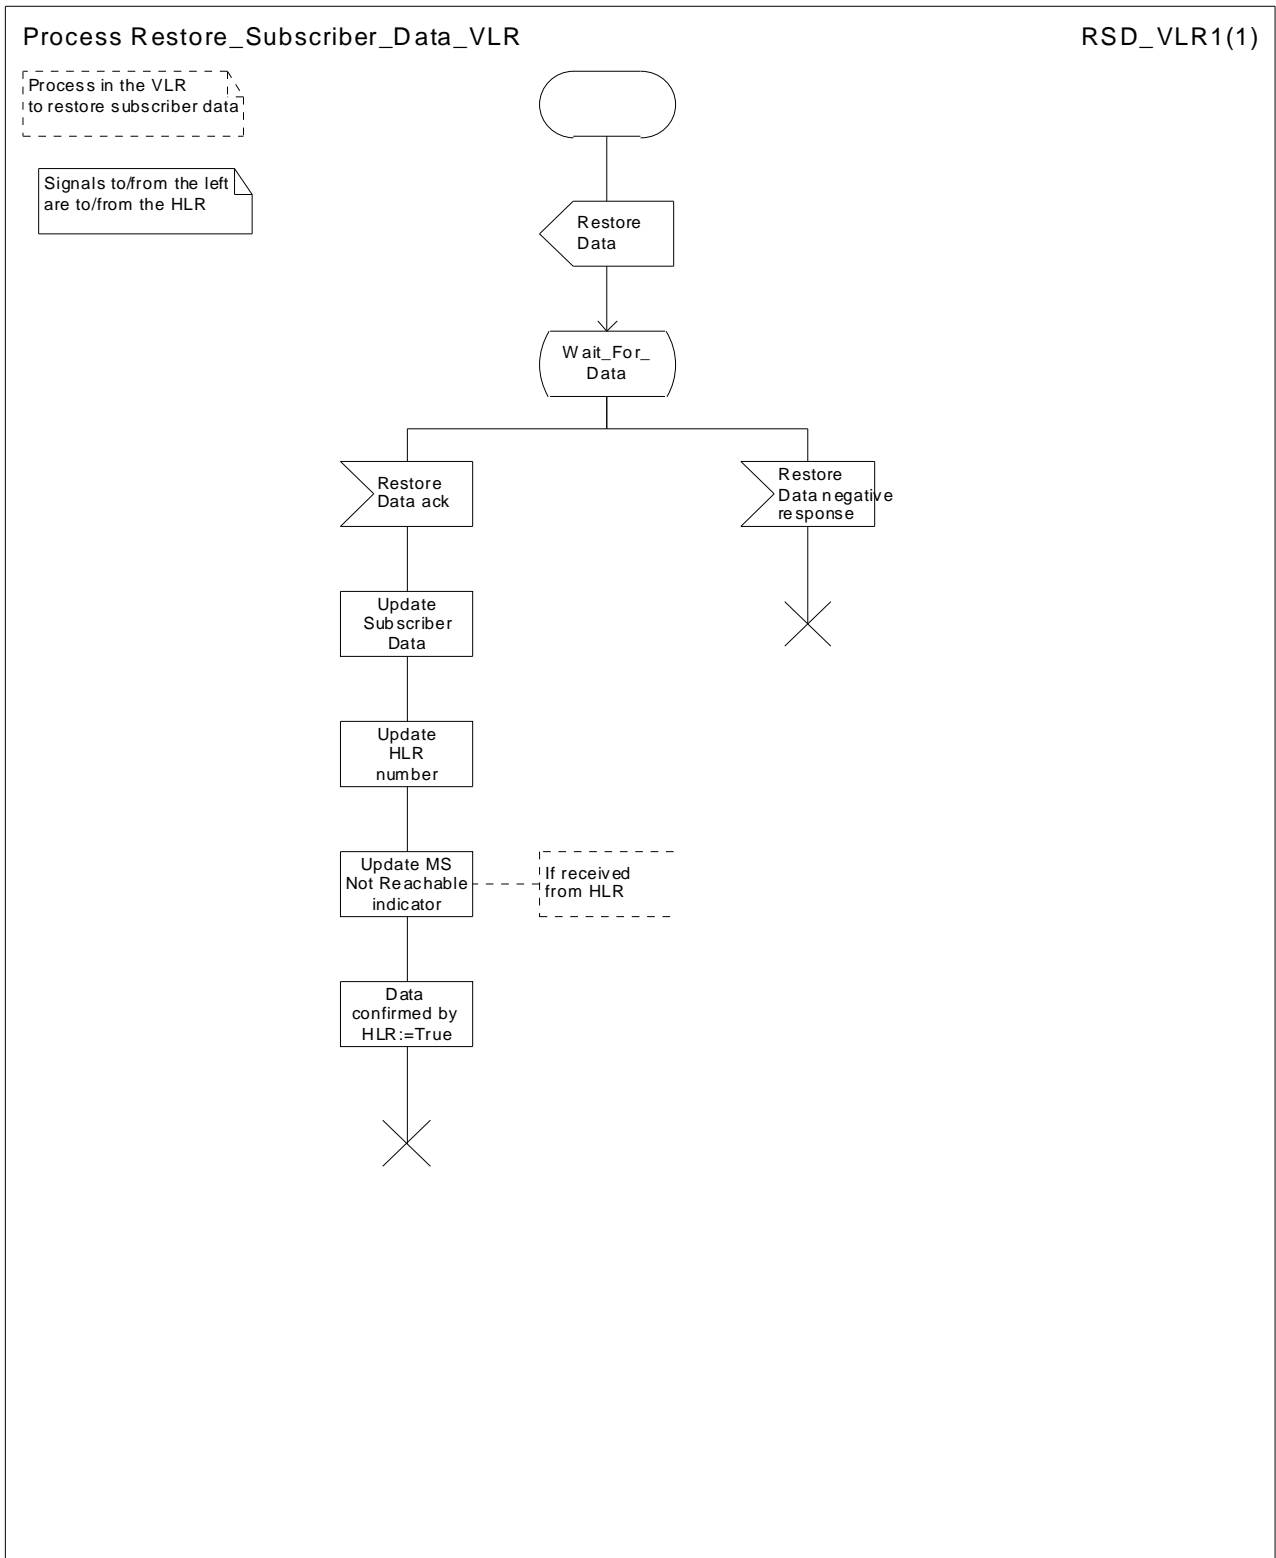 Process Restore_Subscriber_Data_VLR
RSD_VLR1(1)
Process in the VLR
to restore subscriber data
Signals to/from the left
are to/from the HLR
Restore
Data
Wait_For_
Data
Restore
Data ack
Restore
Data negative
response
Update
Subscriber
Data
Update
HLR
number
Update MS
Not Reachable
indicator
If received
from HLR
Data
confirmed by
HLR:=True